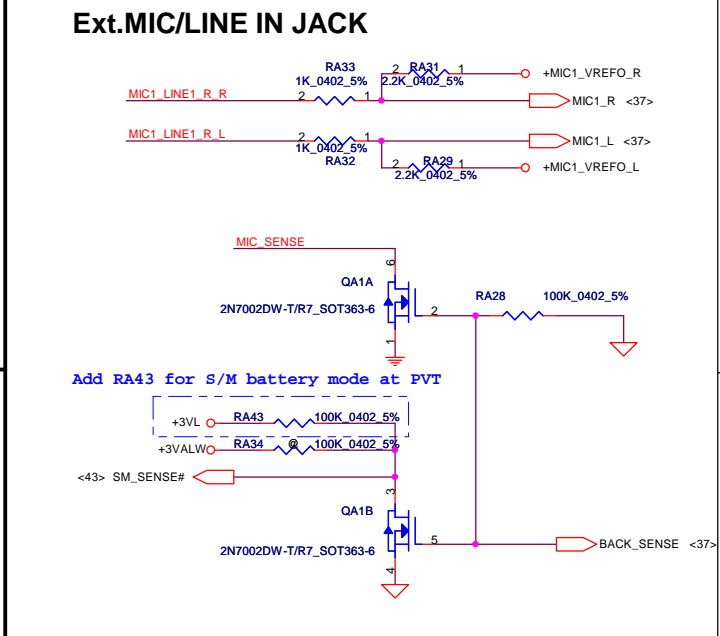 Ext.MIC/LINE IN JACK
RA33
1K_0402_5%
2 RA31 1
2.2K_0402_5%
+MIC1_VREFO_R
MIC1_LINE1_R_R
2 1
MIC1_R <37>
MIC1_LINE1_R_L
2 1
1K_0402_5%
RA32
MIC1_L <37>
2 RA29 1
2.2K_0402_5%
+MIC1_VREFO_L
MIC_SENSE
6
QA1A
2N7002DW-T/R7_SOT363-6
2
1
RA28 100K_0402_5%
Add RA43 for S/M battery mode at PVT
+3VL RA43 100K_0402_5%
+3VALW RA34 @ 100K_0402_5%
<43> SM_SENSE#
3
QA1B
2N7002DW-T/R7_SOT363-6
5
4
BACK_SENSE <37>